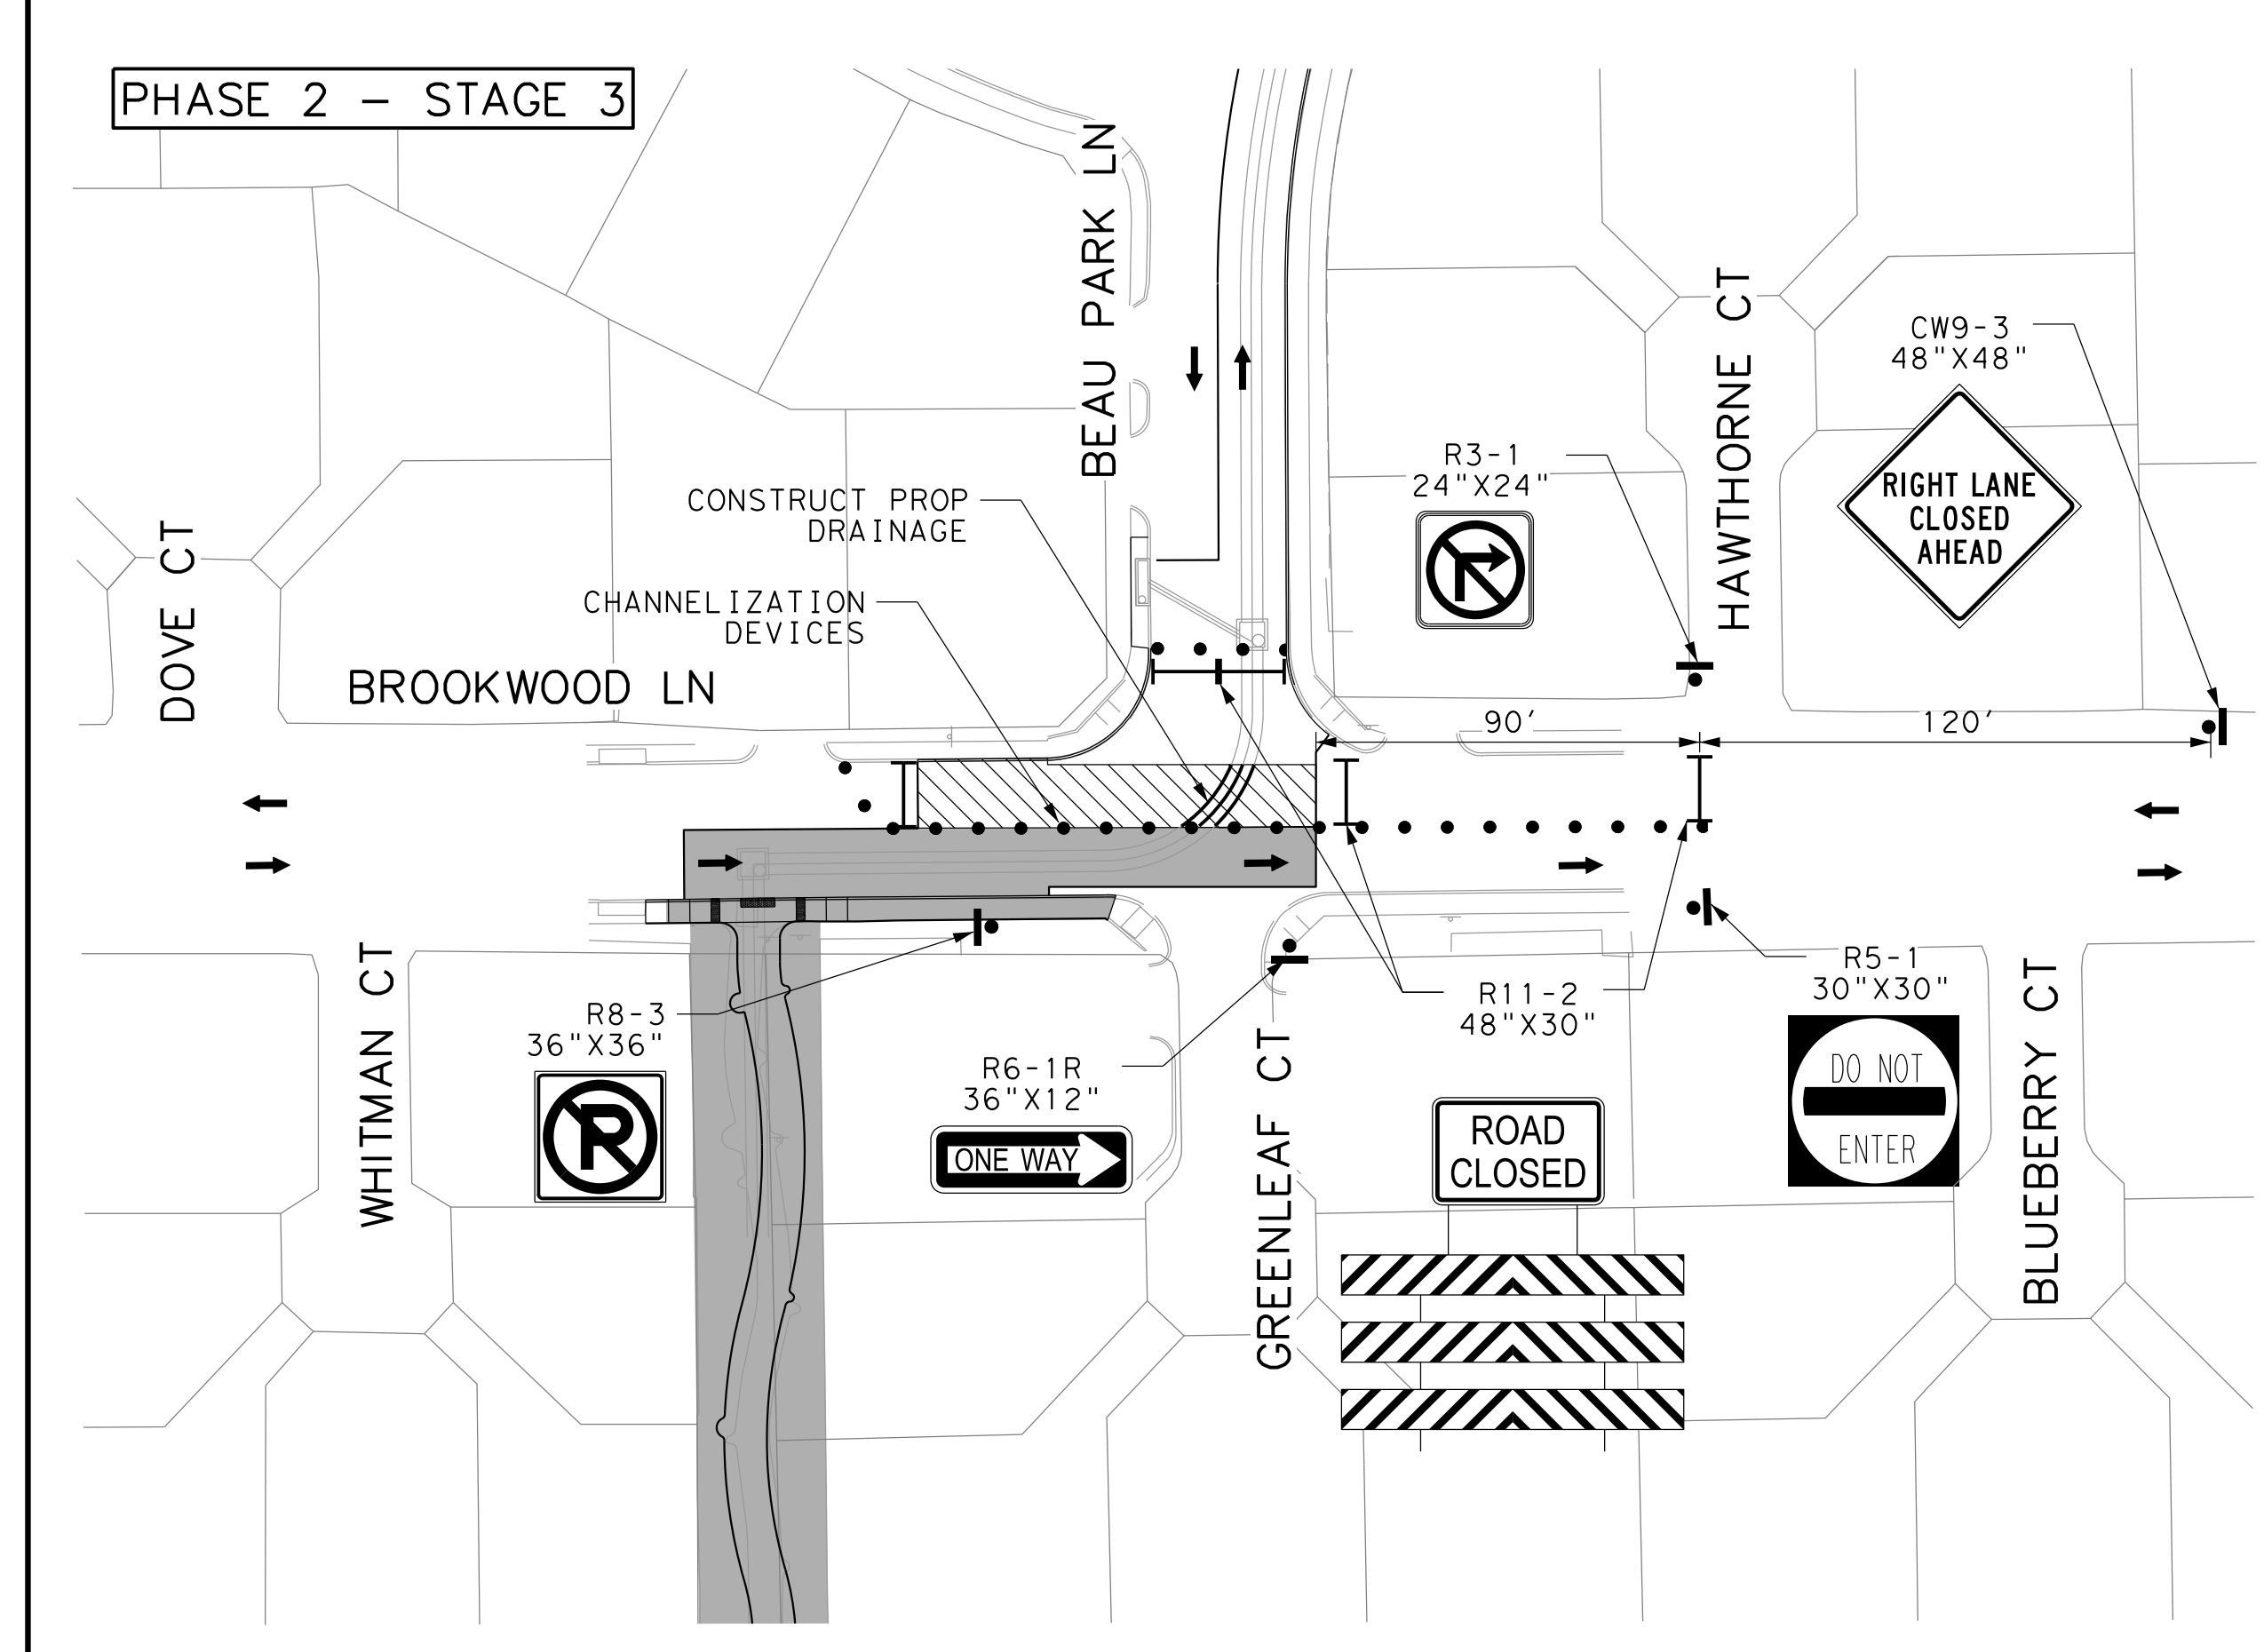 PHASE 2 - STAGE 3
BEAU PARK LN
HAWTHORNE CT
CW9-3
48"X48"
RIGHT LANE
CLOSED
AHEAD
R3-1
24"X24"
CONSTRUCT PROP
DRAINAGE
CHANNELIZATION
DEVICES
DOVE CT
BROOKWOOD LN
90'
120'
WHITMAN CT
R8-3
36"X36"
P
R6-1R
36"X12"
ONE WAY
GREENLEAF CT
R11-2
48"X30"
ROAD
CLOSED
R5-1
30"X30"
DO NOT
ENTER
BLUEBERRY CT